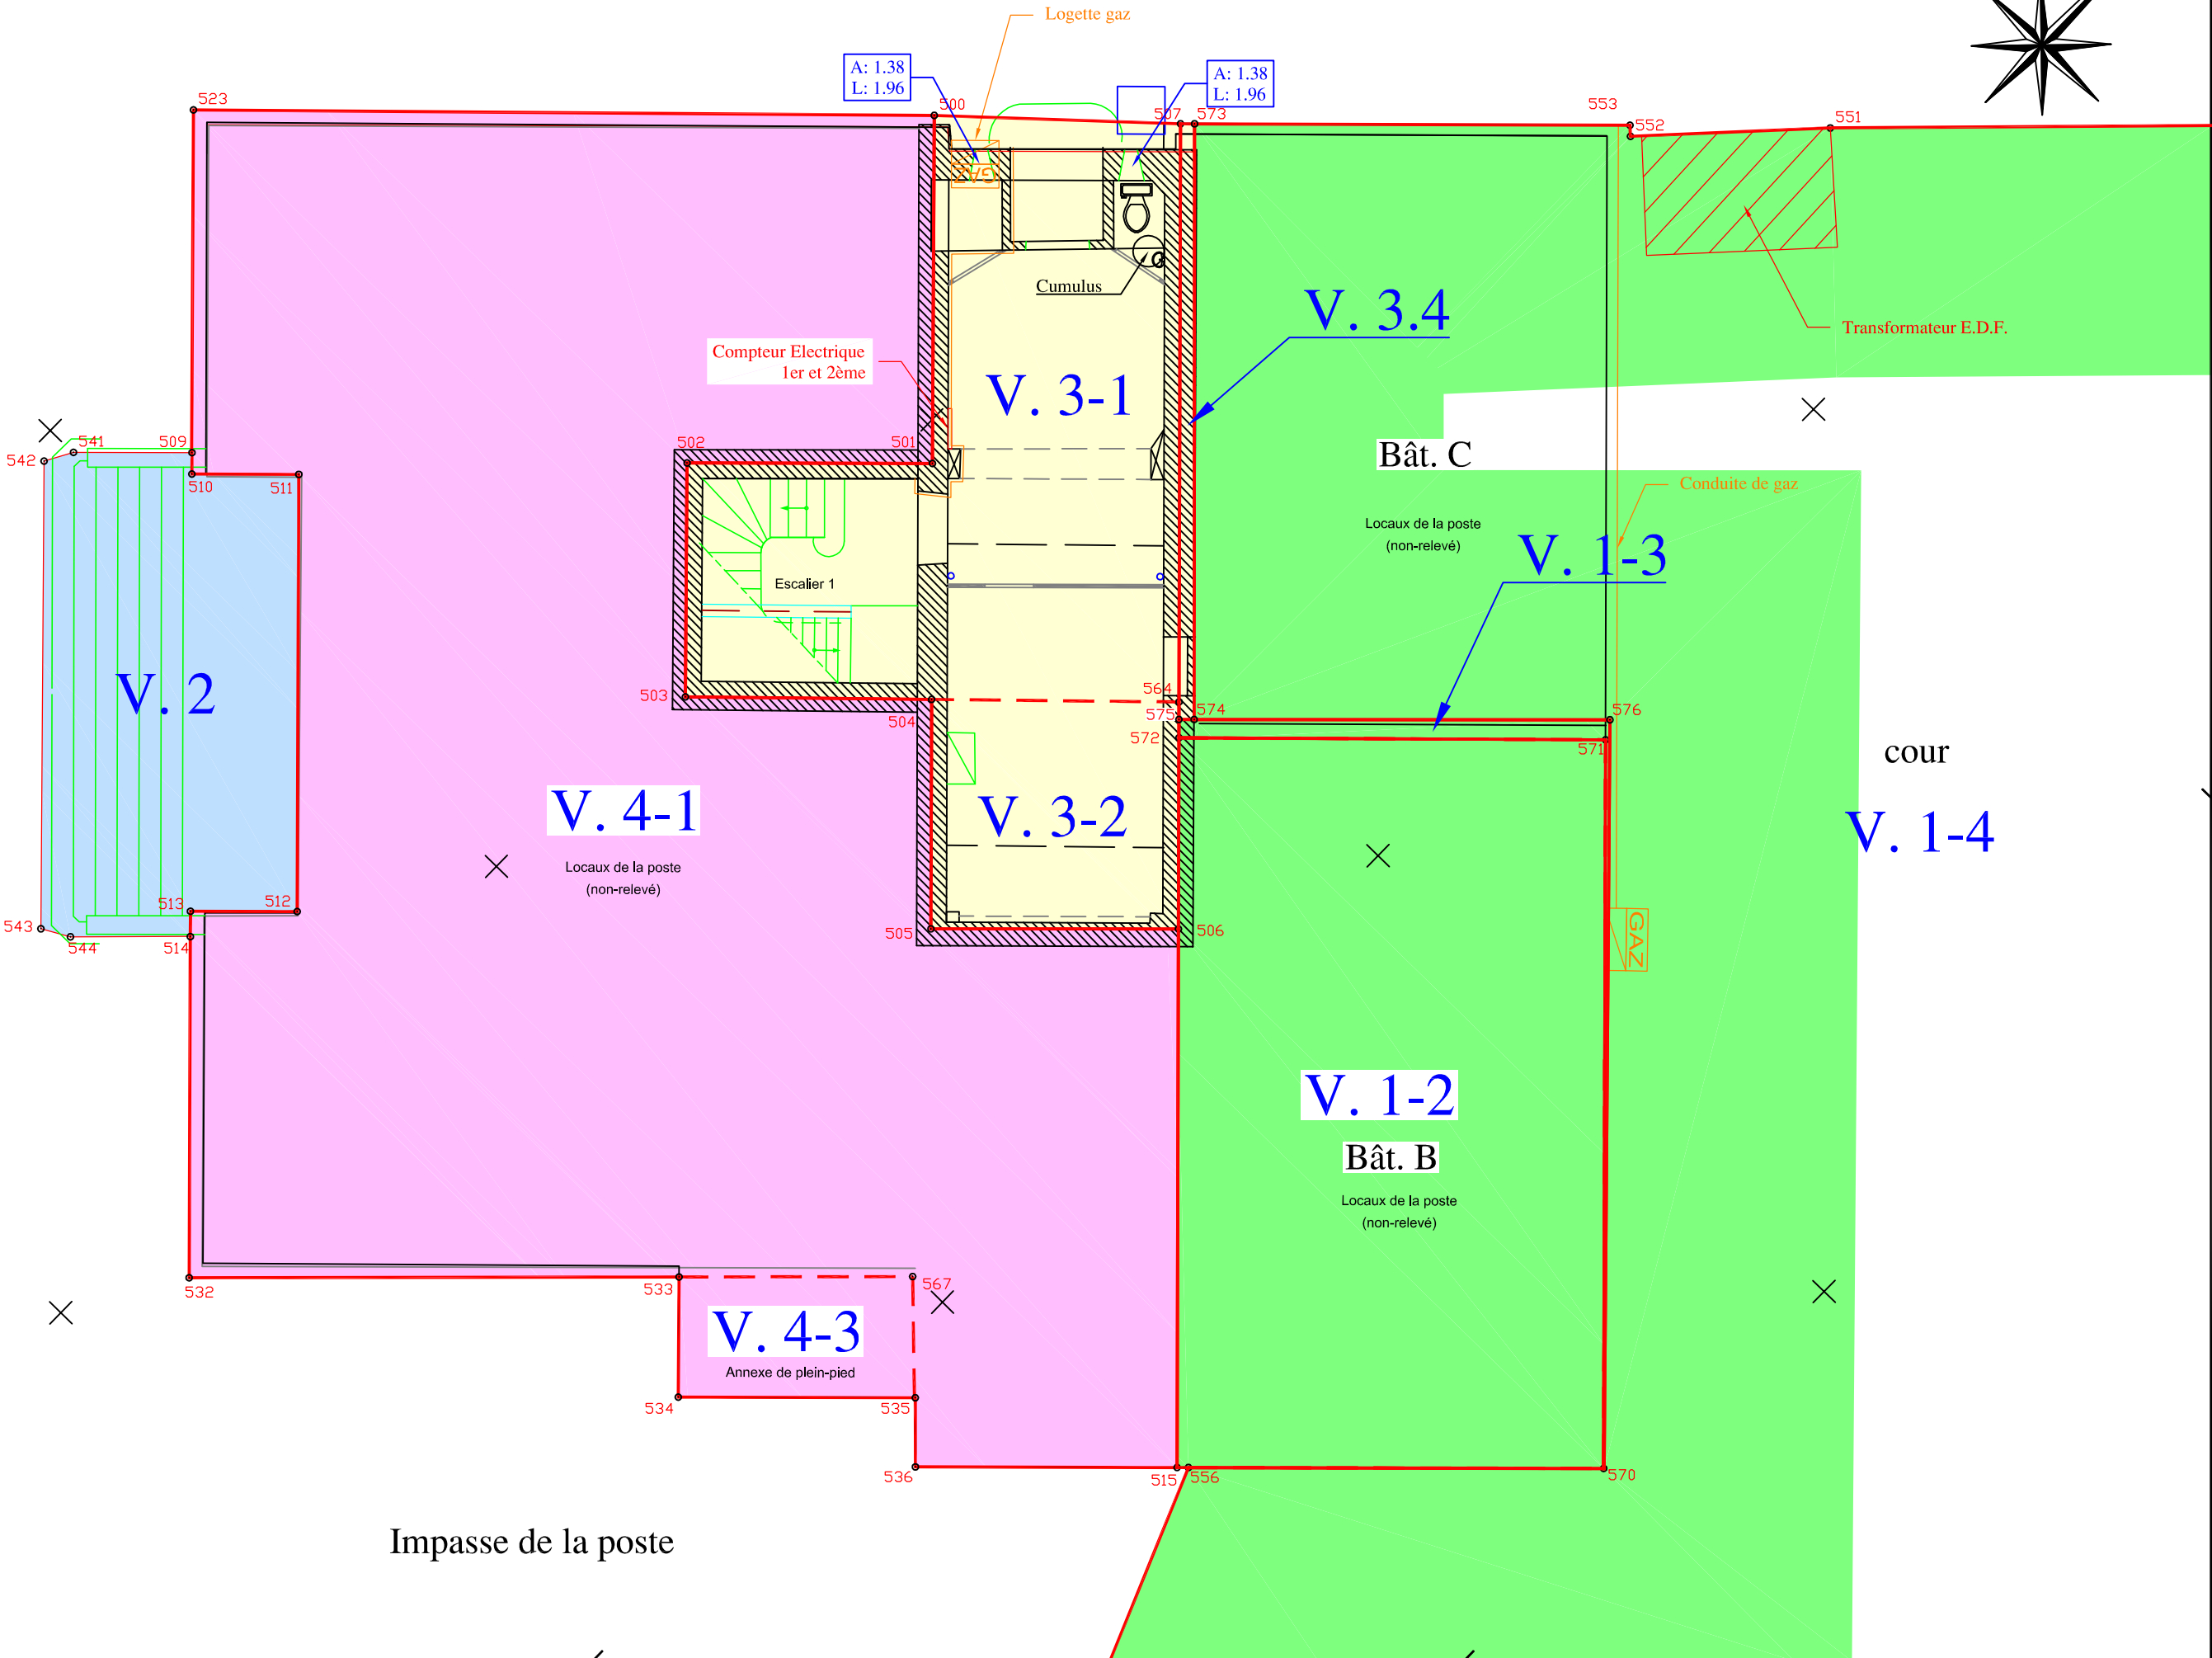 Logette gaz
A: 1.38
L: 1.96
A: 1.38
L: 1.96
523
500
507
573
553
552
551
GAZ
Cumulus
V. 3.4
Transformateur E.D.F.
Compteur Electrique
1er et 2ème
V. 3-1
541
509
502
501
542
510
511
Bât. C
Conduite de gaz
Locaux de la poste
(non-relevé)
V. 1-3
Escalier 1
V. 2
503
504
564
575
574
576
572
571
cour
V. 4-1
V. 3-2
V. 1-4
Locaux de la poste
(non-relevé)
513
512
543
544
514
505
506
GAZ
V. 1-2
Bât. B
Locaux de la poste
(non-relevé)
532
533
567
V. 4-3
Annexe de plein-pied
534
535
536
515
556
570
Impasse de la poste